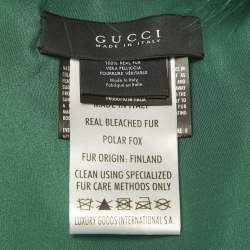 GUCCI
MADE IN ITALY
100% REAL FUR
VERA PELLICCIA
FOURRURE VÉRITABLE
Made in Italy
Fabriqué en Italie
REAL BLEACHED FUR
POLAR FOX
FUR ORIGIN: FINLAND
CLEAN USING SPECIALIZED
FUR CARE METHODS ONLY
LUXURY GOODS INTERNATIONAL S.A.